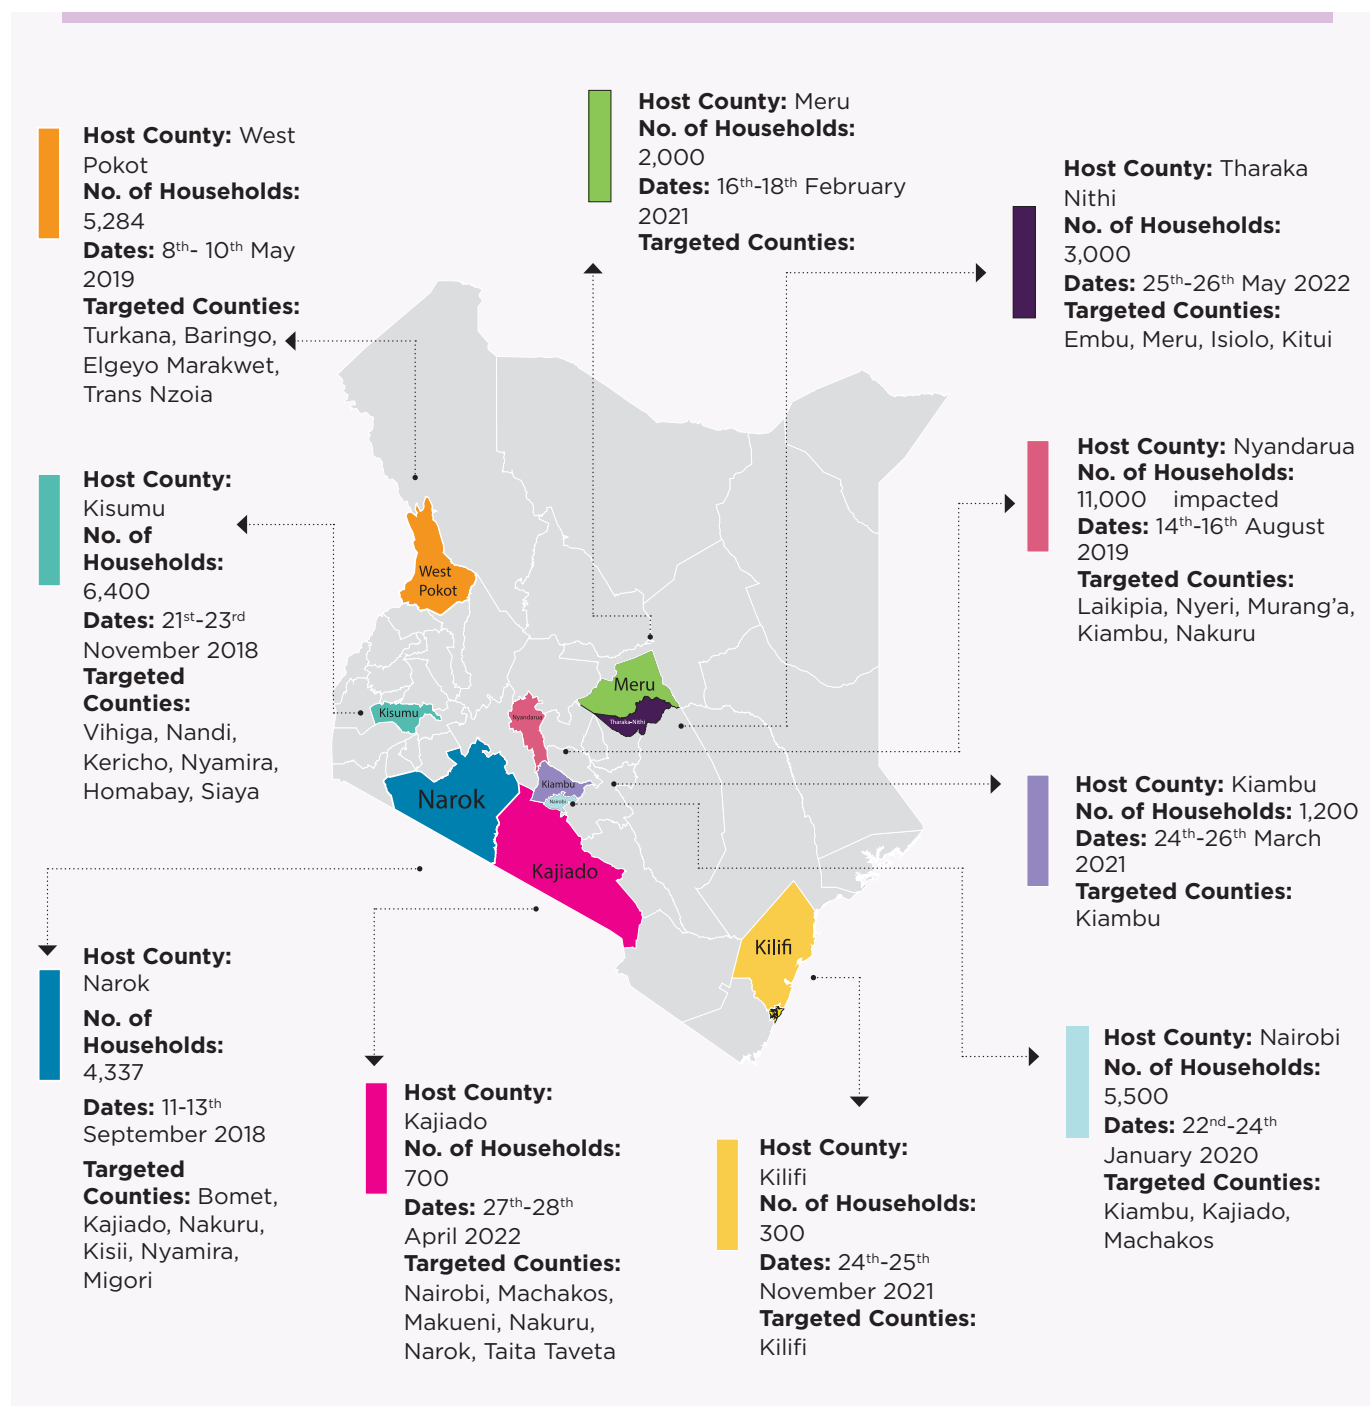 Host County: West
Pokot
No. of Households:
5,284
Dates: 8th- 10th May
2019
Targeted Counties:
Turkana, Baringo,
Elgeyo Marakwet,
Trans Nzoia
Host County: Meru
No. of Households:
2,000
Dates: 16th-18th February
2021
Targeted Counties:
Host County: Tharaka
Nithi
No. of Households:
3,000
Dates: 25th-26th May 2022
Targeted Counties:
Embu, Meru, Isiolo, Kitui
Host County:
Kisumu
No. of
Households:
6,400
Dates: 21st-23rd
November 2018
Targeted
Counties:
Vihiga, Nandi,
Kericho, Nyamira,
Homabay, Siaya
Host County: Nyandarua
No. of Households:
11,000 impacted
Dates: 14th-16th August
2019
Targeted Counties:
Laikipia, Nyeri, Murang’a,
Kiambu, Nakuru
West
Pokot
Meru
Tharaka-Nithi
Kisumu
Nyandarua
Kiambu
Nairobi
Narok
Kajiado
Kilifi
Host County: Kiambu
No. of Households: 1,200
Dates: 24th-26th March
2021
Targeted Counties:
Kiambu
Host County:
Narok
No. of
Households:
4,337
Dates: 11-13th
September 2018
Targeted
Counties: Bomet,
Kajiado, Nakuru,
Kisii, Nyamira,
Migori
Host County:
Kajiado
No. of Households:
700
Dates: 27th-28th
April 2022
Targeted Counties:
Nairobi, Machakos,
Makueni, Nakuru,
Narok, Taita Taveta
Host County:
Kilifi
No. of Households:
300
Dates: 24th-25th
November 2021
Targeted Counties:
Kilifi
Host County: Nairobi
No. of Households:
5,500
Dates: 22nd-24th
January 2020
Targeted Counties:
Kiambu, Kajiado,
Machakos